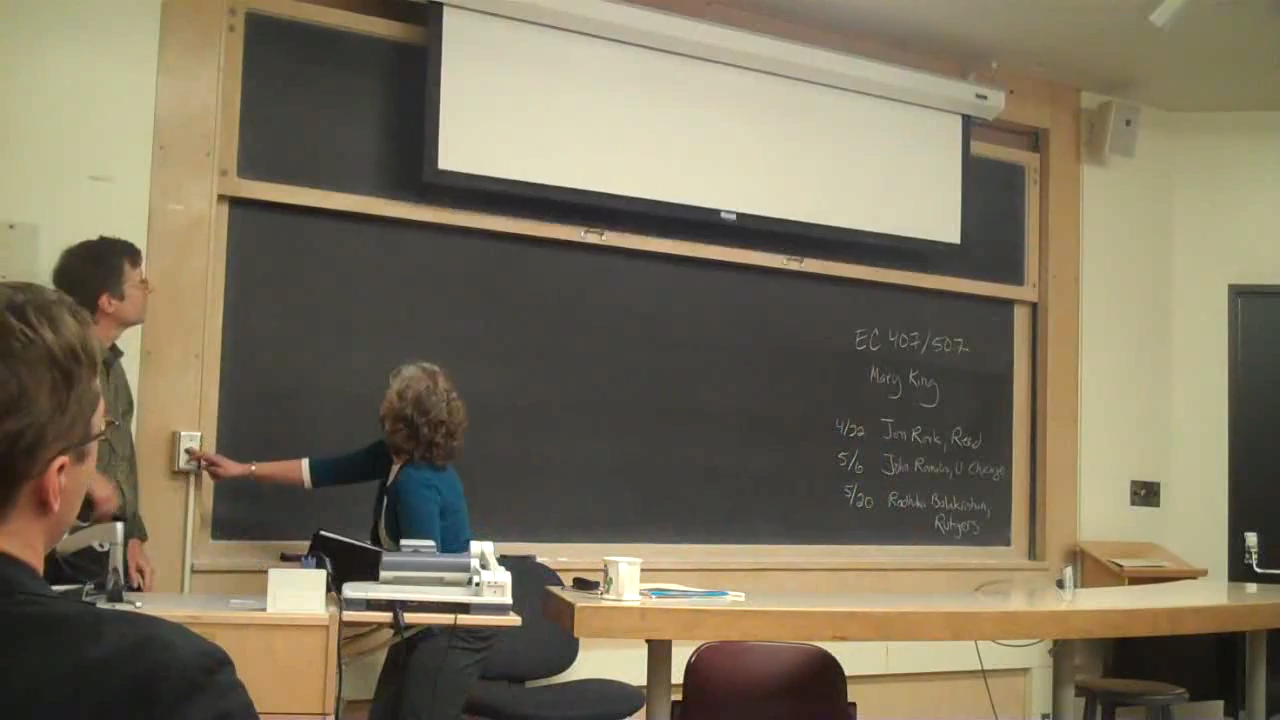 EC 407/507
Mary King
4/22 Jon Rork, Reed
5/6 John Romalis, U Chicago
5/20 Radhika Balakrishnan,
Rutgers